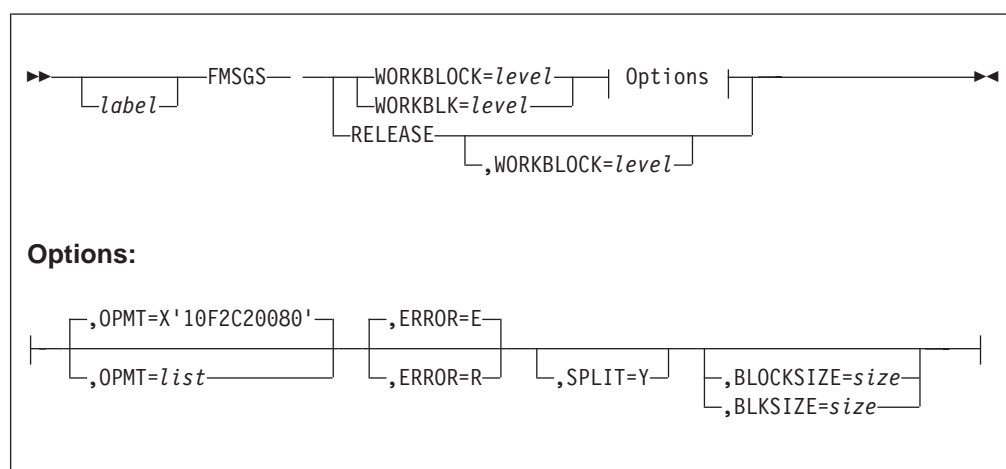 FMSGS WORKBLOCK=level Options
label WORKBLK=level
RELEASE
,WORKBLOCK=level
Options:
,OPMT=X'10F2C20080' ,ERROR=E
,OPMT=list ,ERROR=R ,SPLIT=Y ,BLOCKSIZE=size
,BLKSIZE=size